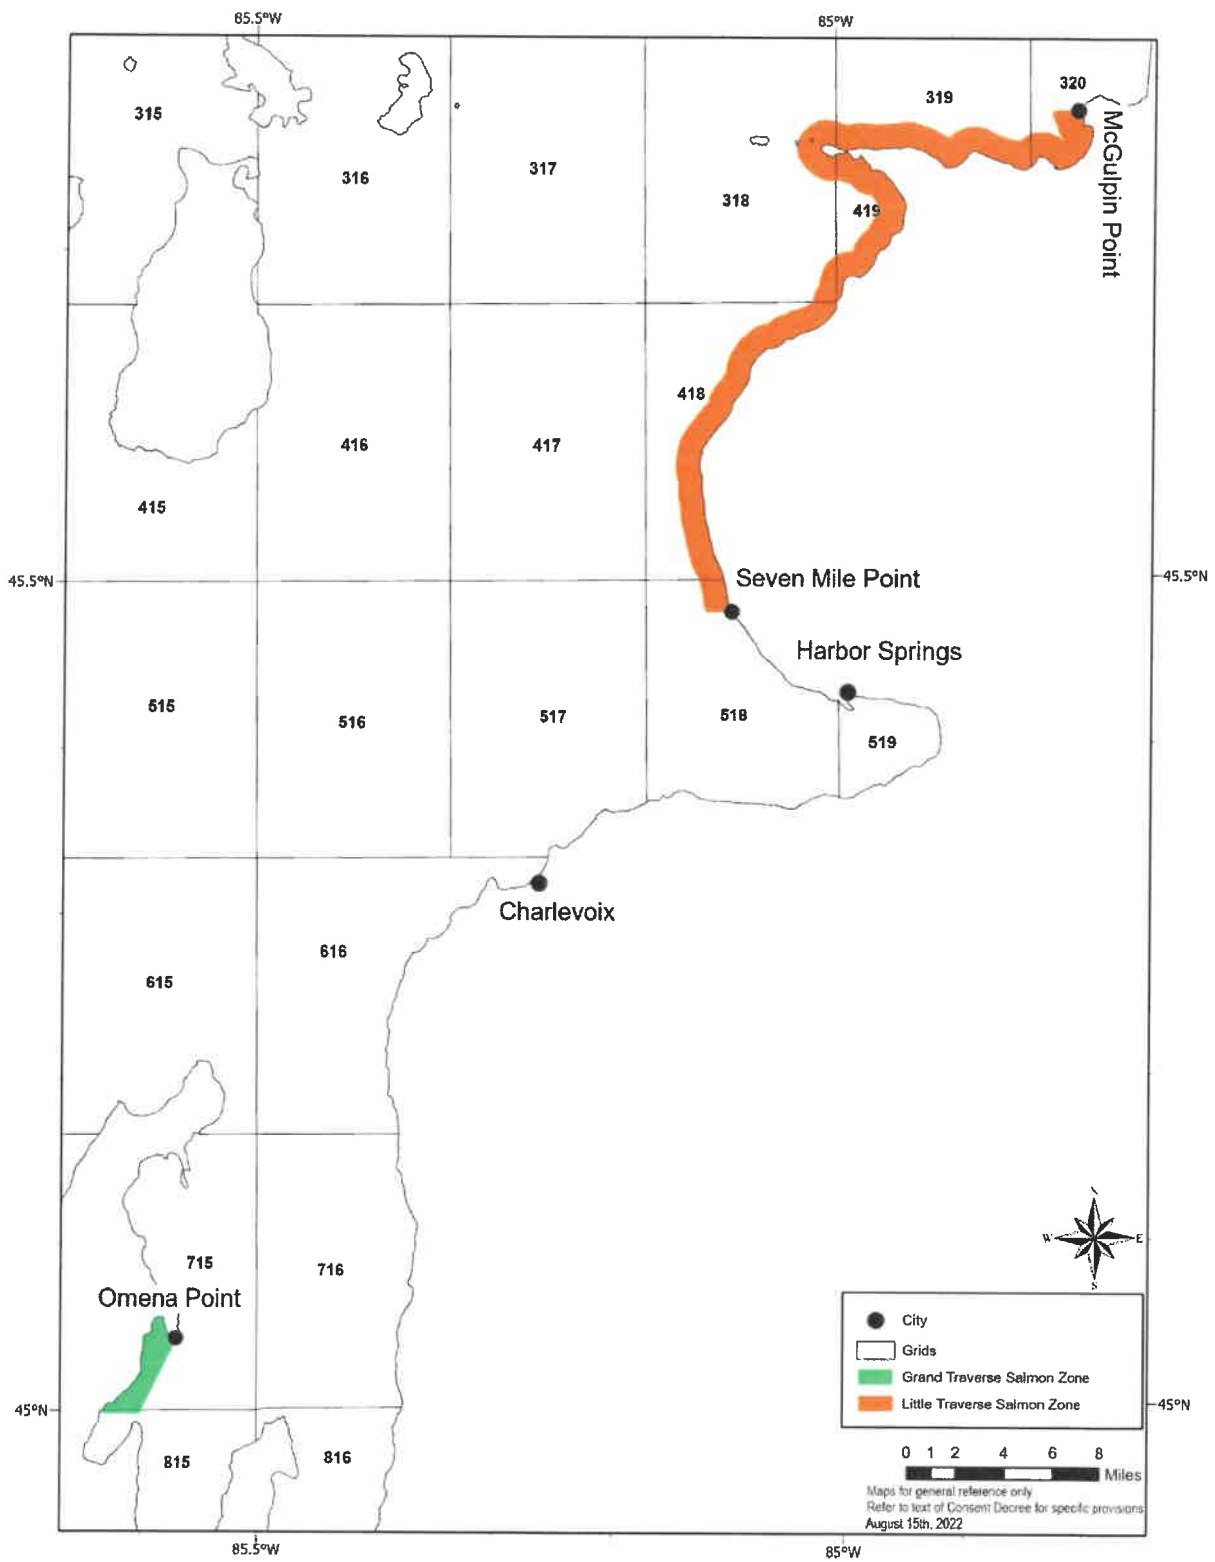 85.5°W
85°W
320
319
315
McGulpin Point
317
316
318
419
418
416
417
415
45.5°N
Seven Mile Point
45.5°N
Harbor Springs
515
516
517
518
519
Charlevoix
616
615
N
W
E
S
715
716
Omena Point
City
Grids
Grand Traverse Salmon Zone
Little Traverse Salmon Zone
45°N
45°N
815
816
0 1 2 4 6 8
Miles
Maps for general reference only
Refer to text of Consent Decree for specific provisions
August 15th, 2022
85.5°W
85°W